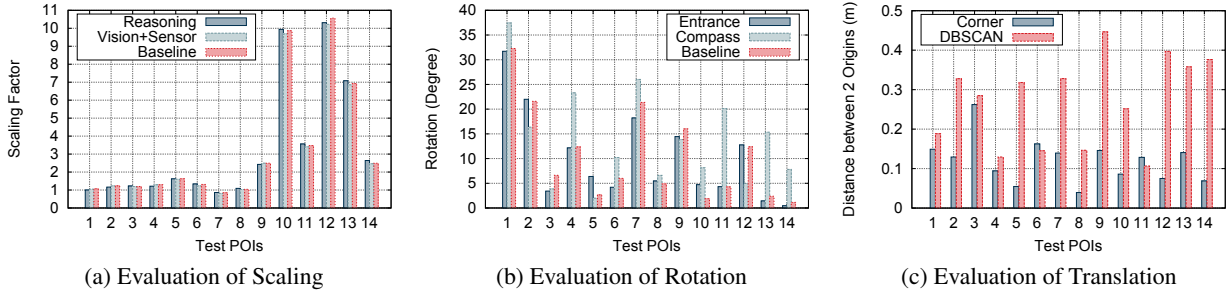 Scaling Factor
11
10
9
8
7
6
5
4
3
2
1
0
Reasoning
Vision+Sensor
Baseline
1 2 3 4 5 6 7 8 9 10 11 12 13 14
Test POIs
(a) Evaluation of Scaling
Rotation (Degree)
40
35
30
25
20
15
10
5
0
Entrance
Compass
Baseline
1 2 3 4 5 6 7 8 9 10 11 12 13 14
Test POIs
(b) Evaluation of Rotation
Distance between 2 Origins (m)
0.5
0.4
0.3
0.2
0.1
0
Corner
DBSCAN
1 2 3 4 5 6 7 8 9 10 11 12 13 14
Test POIs
(c) Evaluation of Translation